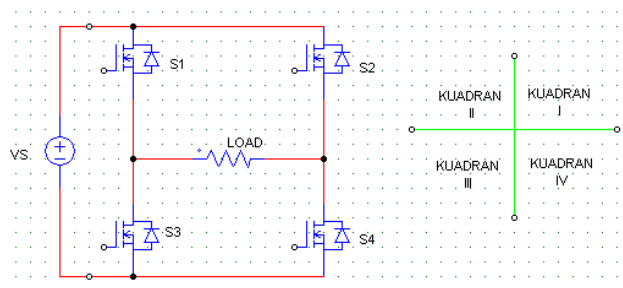 S1
S2
VS
LOAD
S3
S4
KUADRAN
II
KUADRAN
I
KUADRAN
III
KUADRAN
IV